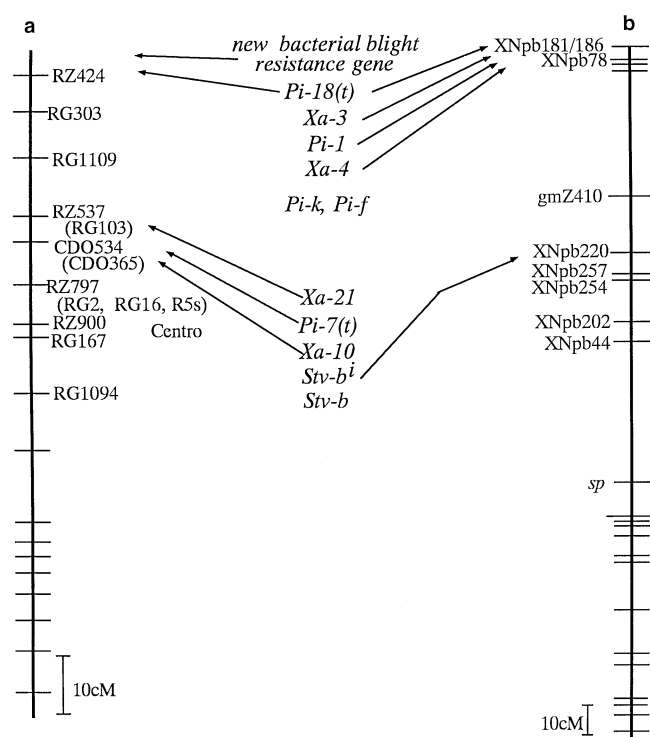 a
RZ424
RG303
RG1109
RZ537
(RG103)
CDO534
(CDO365)
RZ797
(RG2, RG16, R5s)
RZ900
Centro
RG167
RG1094
10cM
new bacterial blight
resistance gene
Pi-18(t)
Xa-3
Pi-1
Xa-4
Pi-k, Pi-f
Xa-21
Pi-7(t)
Xa-10
Stv-bⁱ
Stv-b
b
XNpb181/186
XNpb78
gmZ410
XNpb220
XNpb257
XNpb254
XNpb202
XNpb44
sp
10cM